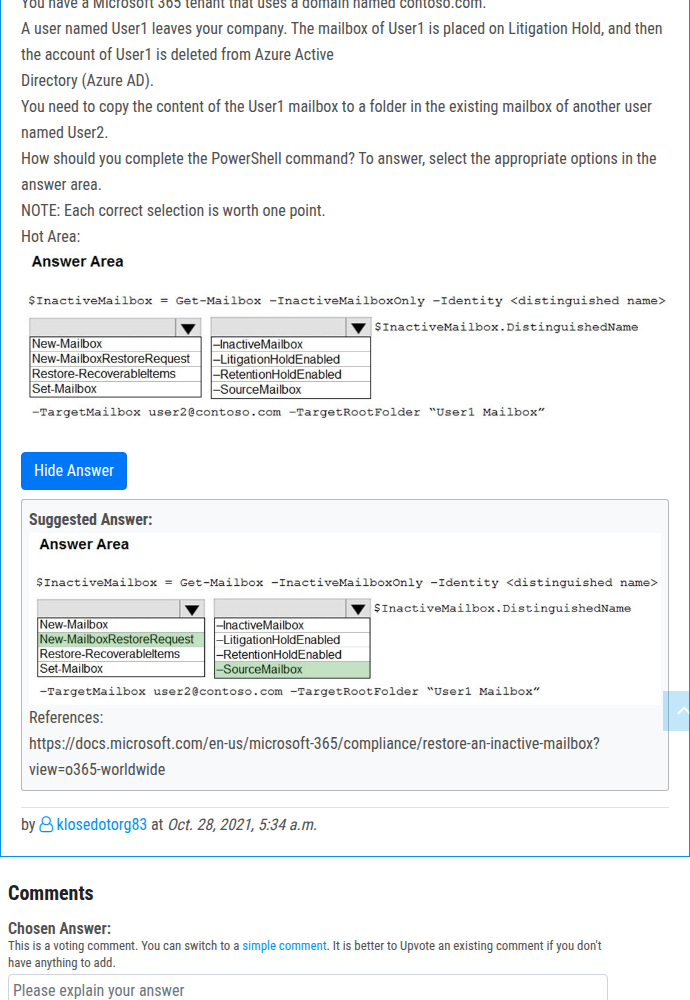 You have a Microsoft 365 tenant that uses a domain named contoso.com.
A user named User1 leaves your company. The mailbox of User1 is placed on Litigation Hold, and then
the account of User1 is deleted from Azure Active
Directory (Azure AD).
You need to copy the content of the User1 mailbox to a folder in the existing mailbox of another user
named User2.
How should you complete the PowerShell command? To answer, select the appropriate options in the
answer area.
NOTE: Each correct selection is worth one point.
Hot Area:
Answer Area
$InactiveMailbox = Get-Mailbox –InactiveMailboxOnly –Identity <distinguished name>
$InactiveMailbox.DistinguishedName
New-Mailbox
New-MailboxRestoreRequest
Restore-RecoverableItems
Set-Mailbox
–InactiveMailbox
–LitigationHoldEnabled
–RetentionHoldEnabled
–SourceMailbox
–TargetMailbox user2@contoso.com –TargetRootFolder “User1 Mailbox”
Hide Answer
Suggested Answer:
Answer Area
$InactiveMailbox = Get-Mailbox –InactiveMailboxOnly –Identity <distinguished name>
$InactiveMailbox.DistinguishedName
New-Mailbox
New-MailboxRestoreRequest
Restore-RecoverableItems
Set-Mailbox
–InactiveMailbox
–LitigationHoldEnabled
–RetentionHoldEnabled
–SourceMailbox
–TargetMailbox user2@contoso.com –TargetRootFolder “User1 Mailbox”
References:
https://docs.microsoft.com/en-us/microsoft-365/compliance/restore-an-inactive-mailbox?
view=o365-worldwide
by klosedotorg83 at Oct. 28, 2021, 5:34 a.m.
Comments
Chosen Answer:
This is a voting comment. You can switch to a simple comment. It is better to Upvote an existing comment if you don't
have anything to add.
Please explain your answer